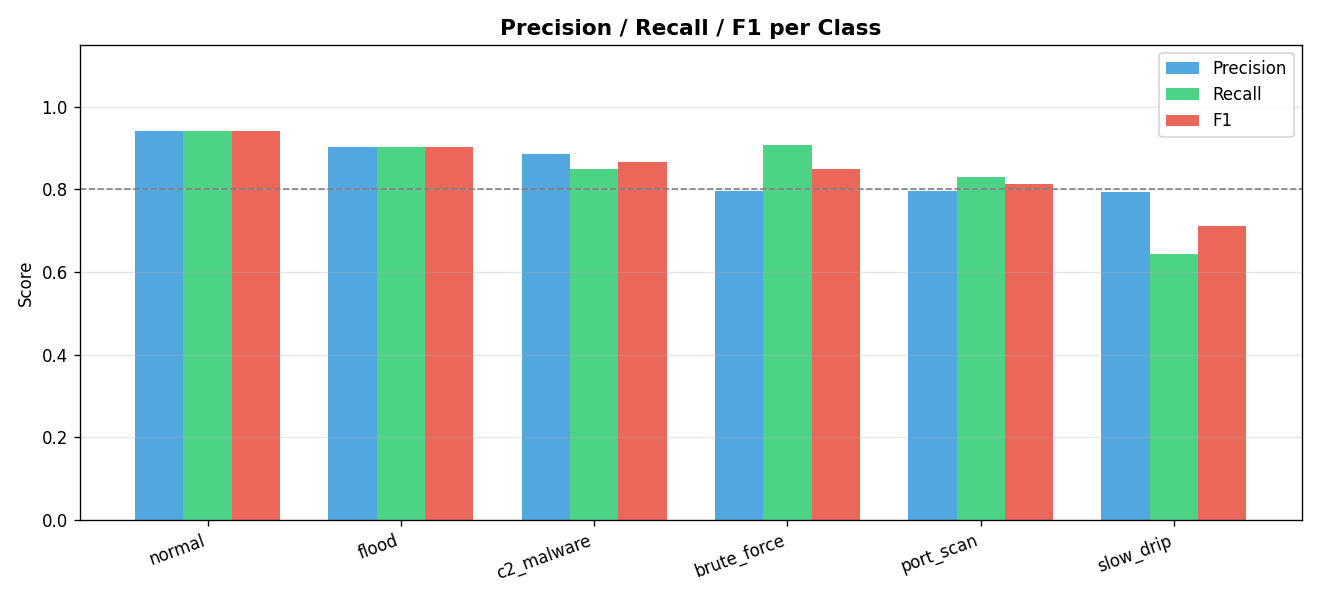 Precision / Recall / F1 per Class
Precision
Recall
F1
Score
1.0
0.8
0.6
0.4
0.2
0.0
normal
flood
c2_malware
brute_force
port_scan
slow_drip